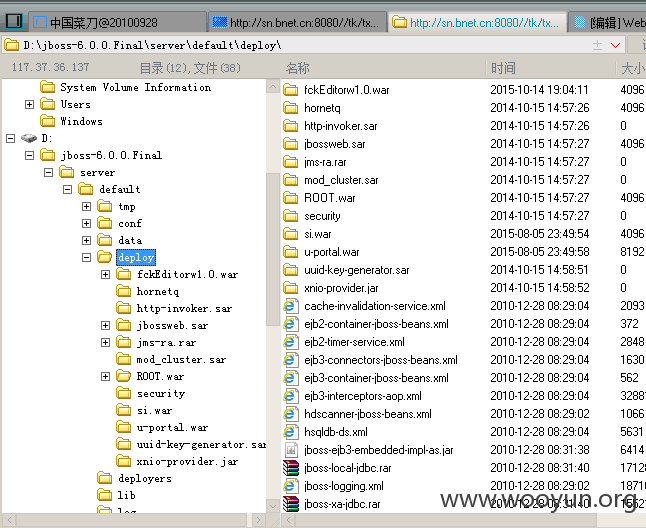 中国菜刀@20100928 http://sn.bnet.cn:8080//tk/tx... http://sn.bnet.cn:8080//tk/tx... [编辑] Web
D:\jboss-6.0.0.Final\server\default\deploy\
117.37.36.137 目录(12),文件(38) 名称 时间 大小
System Volume Information
Users
Windows
D:
jboss-6.0.0.Final
server
default
tmp
conf
data
deploy
fckEditorw1.0.war
hornetq
http-invoker.sar
jbossweb.sar
jms-ra.rar
mod_cluster.sar
ROOT.war
security
si.war
u-portal.war
uuid-key-generator.sar
xnio-provider.jar
deployers
lib
log
fckEditorw1.0.war 2015-10-14 19:04:11 4096
hornetq 2014-10-15 14:57:26 4096
http-invoker.sar 2014-10-15 14:57:26 0
jbossweb.sar 2014-10-15 14:57:26 4096
jms-ra.rar 2014-10-15 14:57:27 0
mod_cluster.sar 2014-10-15 14:57:27 0
ROOT.war 2014-10-15 14:57:27 4096
security 2014-10-15 14:57:27 0
si.war 2015-08-05 23:49:54 4096
u-portal.war 2015-08-05 23:49:58 8192
uuid-key-generator.sar 2014-10-15 14:58:51 0
xnio-provider.jar 2014-10-15 14:58:52 0
cache-invalidation-service.xml 2010-12-28 08:29:04 2093
ejb2-container-jboss-beans.xml 2010-12-28 08:29:04 372
ejb2-timer-service.xml 2010-12-28 08:29:04 2848
ejb3-connectors-jboss-beans.xml 2010-12-28 08:29:04 1630
ejb3-container-jboss-beans.xml 2010-12-28 08:29:04 562
ejb3-interceptors-aop.xml 2010-12-28 08:29:04 3288
hdscanner-jboss-beans.xml 2010-12-28 08:29:02 1066
hsqldb-ds.xml 2010-12-28 08:29:04 5631
jboss-ejb3-embedded-impl-as.jar 2010-12-28 08:31:38 6414
jboss-local-jdbc.rar 2010-12-28 08:31:40 1712
jboss-logging.xml 2010-12-28 08:29:02 1871
jboss-xa-jdbc.rar 2010-12-28 08:31:40
www.wooyun.org